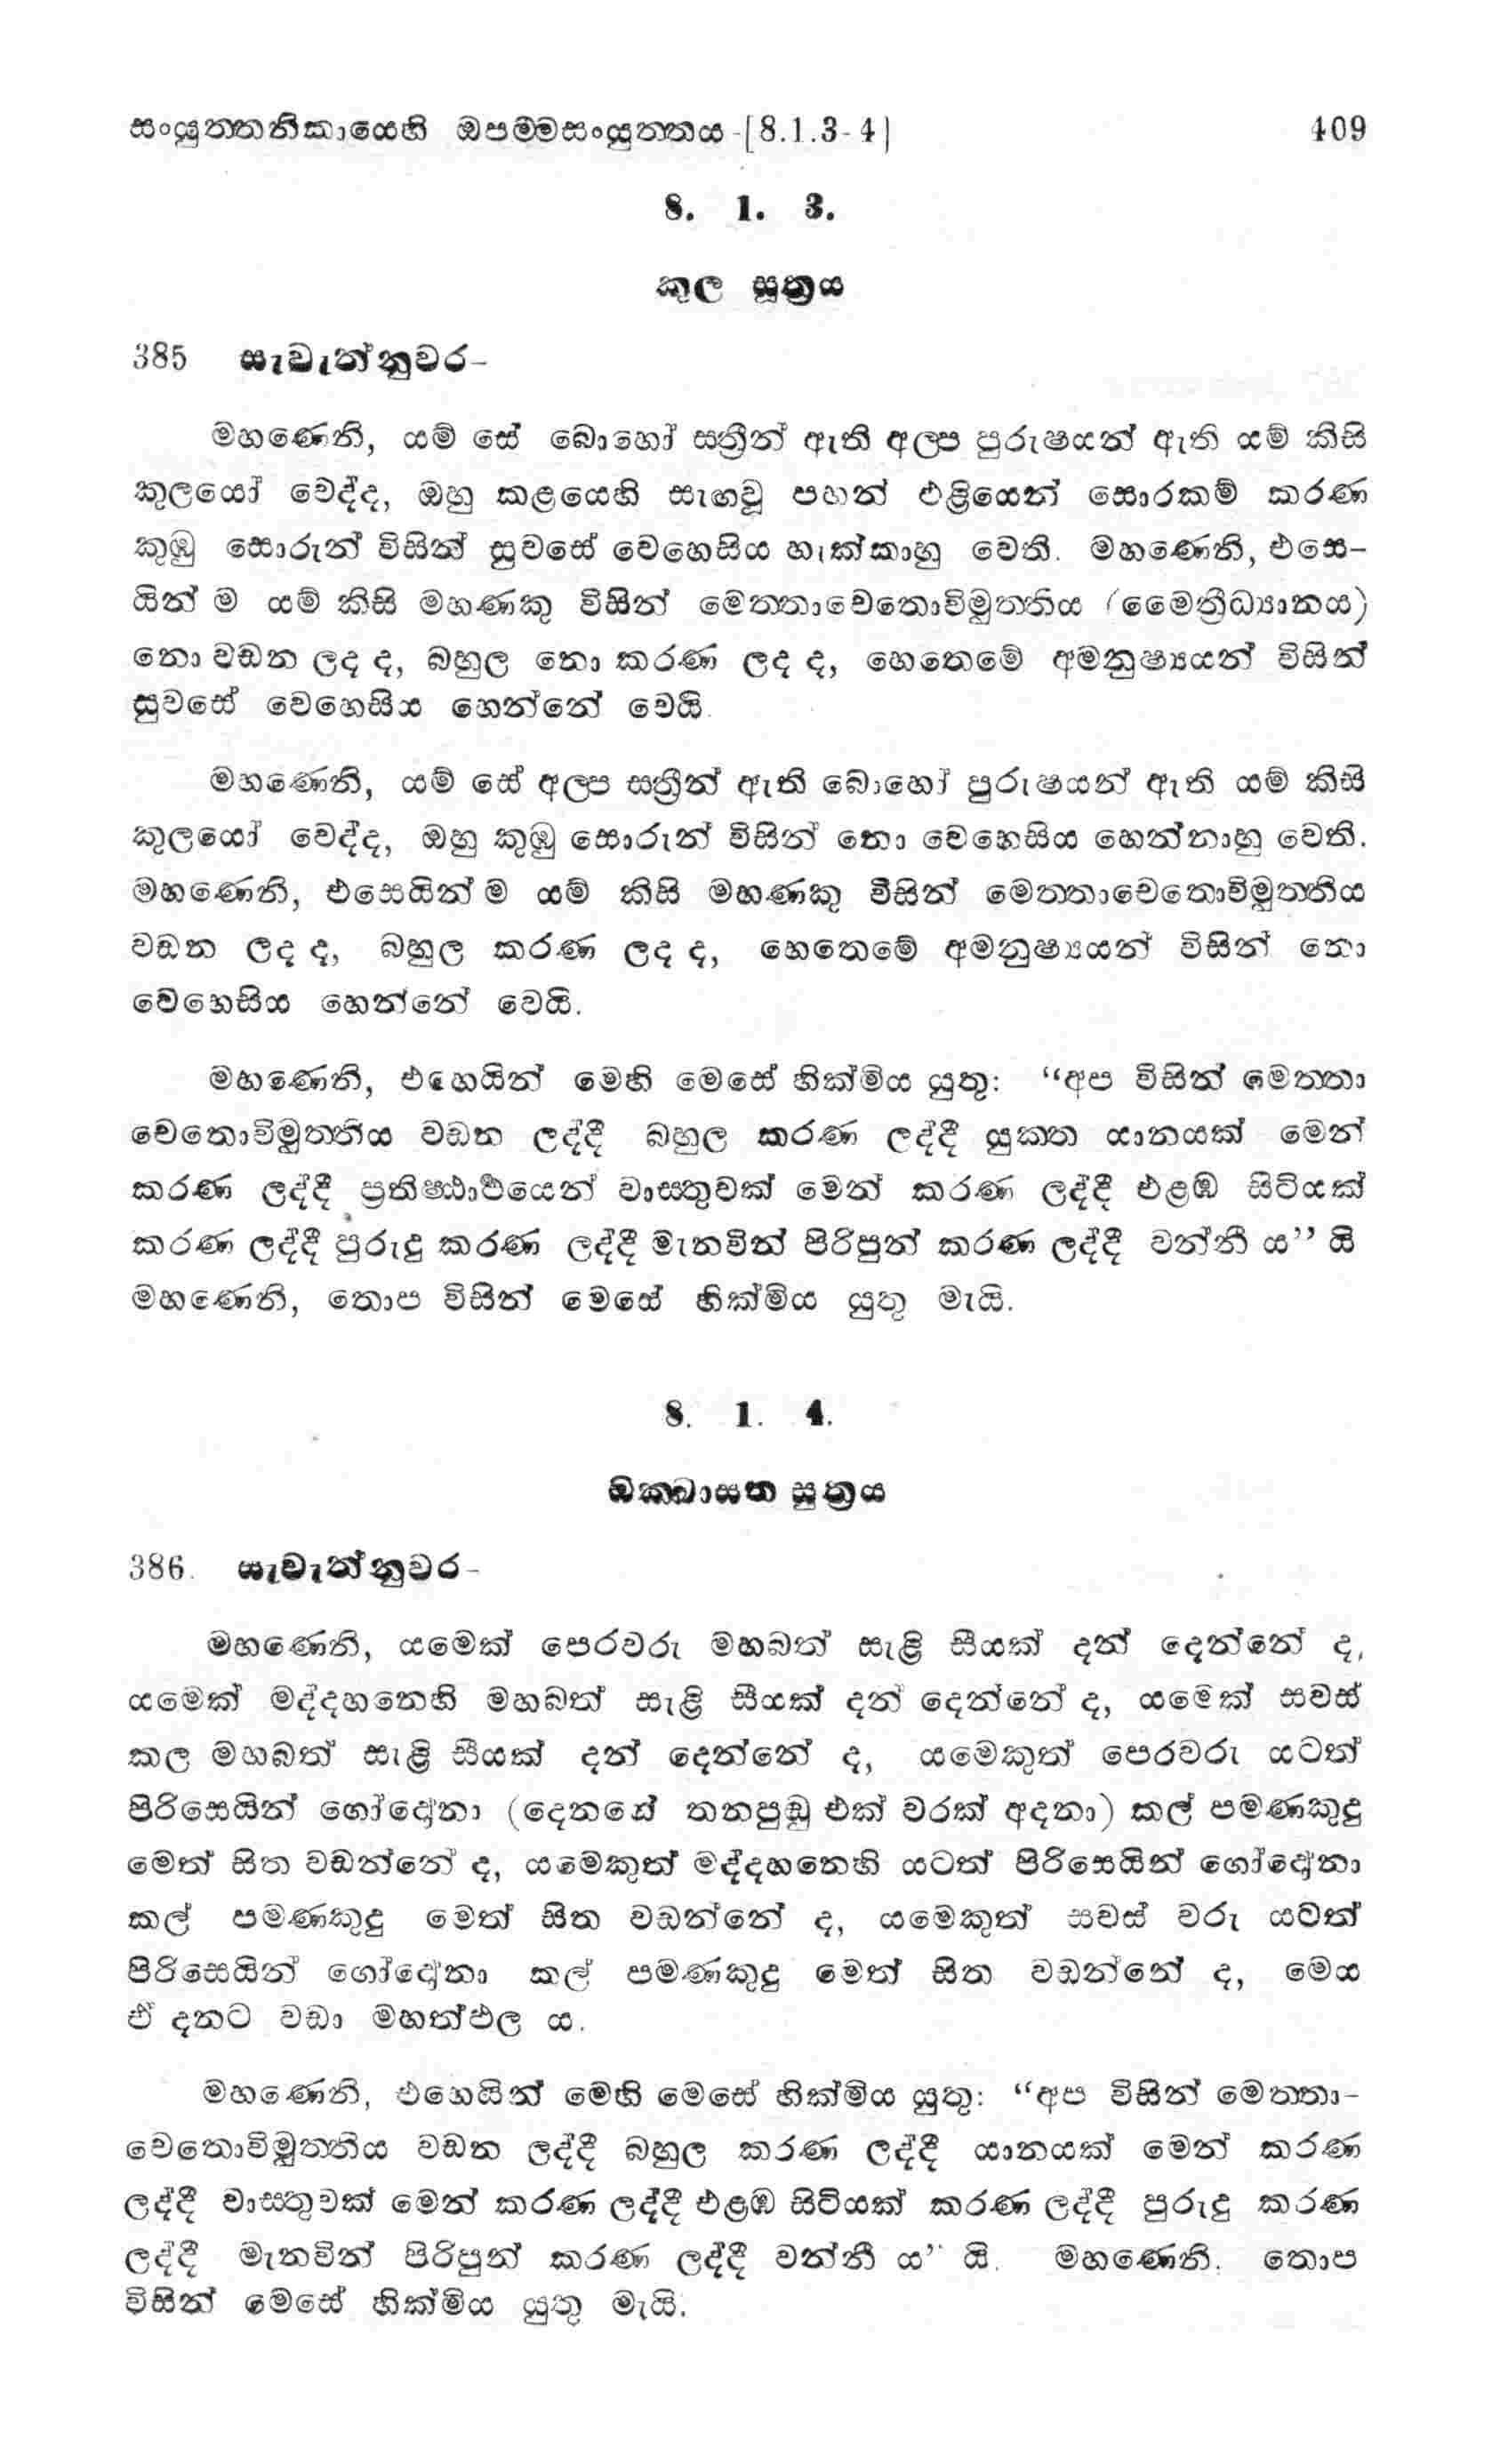 සංයුත්තනිකායෙහි ඔපම්මසංයුත්තය -[8.1.3-4] 409
8. 1. 3.
කුල සූත්‍රය
385 සැවැත්නුවර–
මහණෙනි, යම් සේ බොහෝ ස්ත්‍රීන් ඇති අල්ප පුරුෂයන් ඇති යම් කිසි
කුලයෝ වෙද්ද, ඔහු කළයෙහි සැඟවූ පහන් එළියෙන් සොරකම් කරණ
කුඹු සොරුන් විසින් සුවසේ වෙහෙසිය හැක්කාහු වෙති. මහණෙනි, එසෙ-
යින් ම යම් කිසි මහණකු විසින් මෙත්තාචෙතොවිමුත්තිය (මෛත්‍රීධ්‍යානය)
නො වඩන ලද ද, බහුල නො කරණ ලද ද, හෙතෙමේ අමනුෂ්‍යයන් විසින්
සුවසේ වෙහෙසිය හෙන්නේ වෙයි.
මහණෙනි, යම් සේ අල්ප ස්ත්‍රීන් ඇති බොහෝ පුරුෂයන් ඇති යම් කිසි
කුලයෝ වෙද්ද, ඔහු කුඹු සොරුන් විසින් නො වෙහෙසිය හෙන්නාහු වෙති.
මහණෙනි, එසෙයින් ම යම් කිසි මහණකු විසින් මෙත්තාචෙතොවිමුත්තිය
වඩන ලද ද, බහුල කරණ ලද ද, හෙතෙමේ අමනුෂ්‍යයන් විසින් නො
වෙහෙසිය හෙන්නේ වෙයි.
මහණෙනි, එහෙයින් මෙහි මෙසේ හික්මිය යුතු: “අප විසින් මෙත්තා
චෙතොවිමුත්තිය වඩන ලද්දී බහුල කරණ ලද්දී යුක්ත යානයක් මෙන්
කරණ ලද්දී ප්‍රතිෂ්ඨාර්ථයෙන් වාස්තුවක් මෙන් කරණ ලද්දී එළඹ සිටියක්
කරණ ලද්දී පුරුදු කරණ ලද්දී මැනවින් පිරිපුන් කරණ ලද්දී වන්නී ය” යි
මහණෙනි, තොප විසින් මෙසේ හික්මිය යුතු මැයි.
8. 1. 4.
ඔක්ඛාසත සූත්‍රය
386. සැවැත්නුවර–
මහණෙනි, යමෙක් පෙරවරු මහබත් සැළි සීයක් දන් දෙන්නේ ද,
යමෙක් මද්දහනෙහි මහබත් සැළි සීයක් දන් දෙන්නේ ද, යමෙක් සවස්
කල මහබත් සැළි සීයක් දන් දෙන්නේ ද, යමෙකුත් පෙරවරු යටත්
පිරිසෙයින් ගෝදෝනා (දෙනගේ තනපුඩු එක් වරක් අදනා) කල් පමණකුදු
මෙත් සිත වඩන්නේ ද, යමෙකුත් මද්දහනෙහි යටත් පිරිසෙයින් ගෝදෝනා
කල් පමණකුදු මෙත් සිත වඩන්නේ ද, යමෙකුත් සවස් වරු යටත්
පිරිසෙයින් ගෝදෝනා කල් පමණකුදු මෙත් සිත වඩන්නේ ද, මෙය
ඒ දනට වඩා මහත්ඵල ය.
මහණෙනි, එහෙයින් මෙහි මෙසේ හික්මිය යුතු: “අප විසින් මෙත්තා-
චෙතොවිමුත්තිය වඩන ලද්දී බහුල කරණ ලද්දී යානයක් මෙන් කරණ
ලද්දී වාස්තුවක් මෙන් කරණ ලද්දී එළඹ සිටියක් කරණ ලද්දී පුරුදු කරණ
ලද්දී මැනවින් පිරිපුන් කරණ ලද්දී වන්නී ය” යි. මහණෙනි, තොප
විසින් මෙසේ හික්මිය යුතු මැයි.